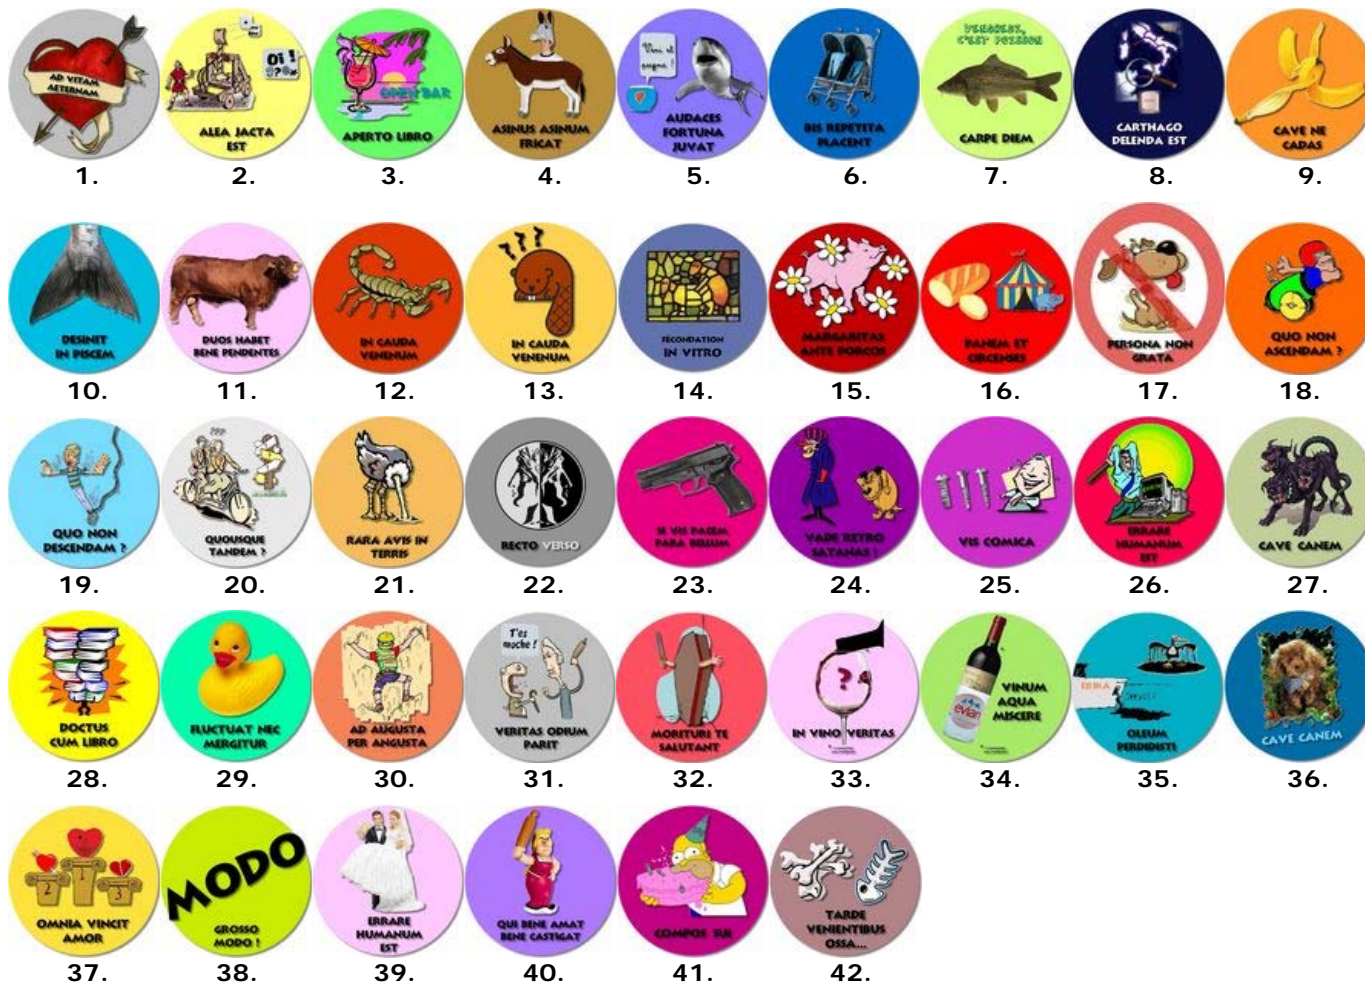 AD VITAM
AETERNAM
1.
OI !
?@*
ALEA JACTA
EST
2.
OPEN BAR
APERTO LIBRO
3.
ASINUS ASINUM
FRICAT
4.
Vini et
gagna !
AUDACES
FORTUNA
JUVAT
5.
BIS REPETITA
PLACENT
6.
VENDREDI,
C'EST POISSON
CARPE DIEM
7.
CARTHAGO
DELENDA EST
8.
CAVE NE
CADAS
9.
DESINIT
IN PISCEM
10.
DUOS HABET
BENE PENDENTES
11.
IN CAUDA
VENENUM
12.
???
IN CAUDA
VENENUM
13.
FÉCONDATION
IN VITRO
14.
MARGARITAS
ANTE PORCOS
15.
PANEM ET
CIRCENSES
16.
PERSONA NON
GRATA
17.
QUO NON
ASCENDAM ?
18.
QUO NON
DESCENDAM ?
19.
QUOUSQUE
TANDEM ?
20.
RARA AVIS IN
TERRIS
21.
RECTO VERSO
22.
SI VIS PACEM
PARA BELLUM
23.
VADE RETRO
SATANAS !
24.
VIS COMICA
25.
ERRARE
HUMANUM
EST
26.
CAVE CANEM
27.
DOCTUS
CUM LIBRO
28.
FLUCTUAT NEC
MERGITUR
29.
AD AUGUSTA
PER ANGUSTA
30.
T'es
moche !
VERITAS ODIUM
PARIT
31.
MORITURI TE
SALUTANT
32.
?
IN VINO VERITAS
33.
evian
VINUM
AQUA
MISCERE
34.
ERIKA
OLEUM
PERDIDISTI
35.
CAVE CANEM
36.
2 1 3
OMNIA VINCIT
AMOR
37.
MODO
GROSSO
MODO !
38.
ERRARE
HUMANUM
EST
39.
QUI BENE AMAT
BENE CASTIGAT
40.
COMPOS SUI
41.
TARDE
VENIENTIBUS
OSSA...
42.